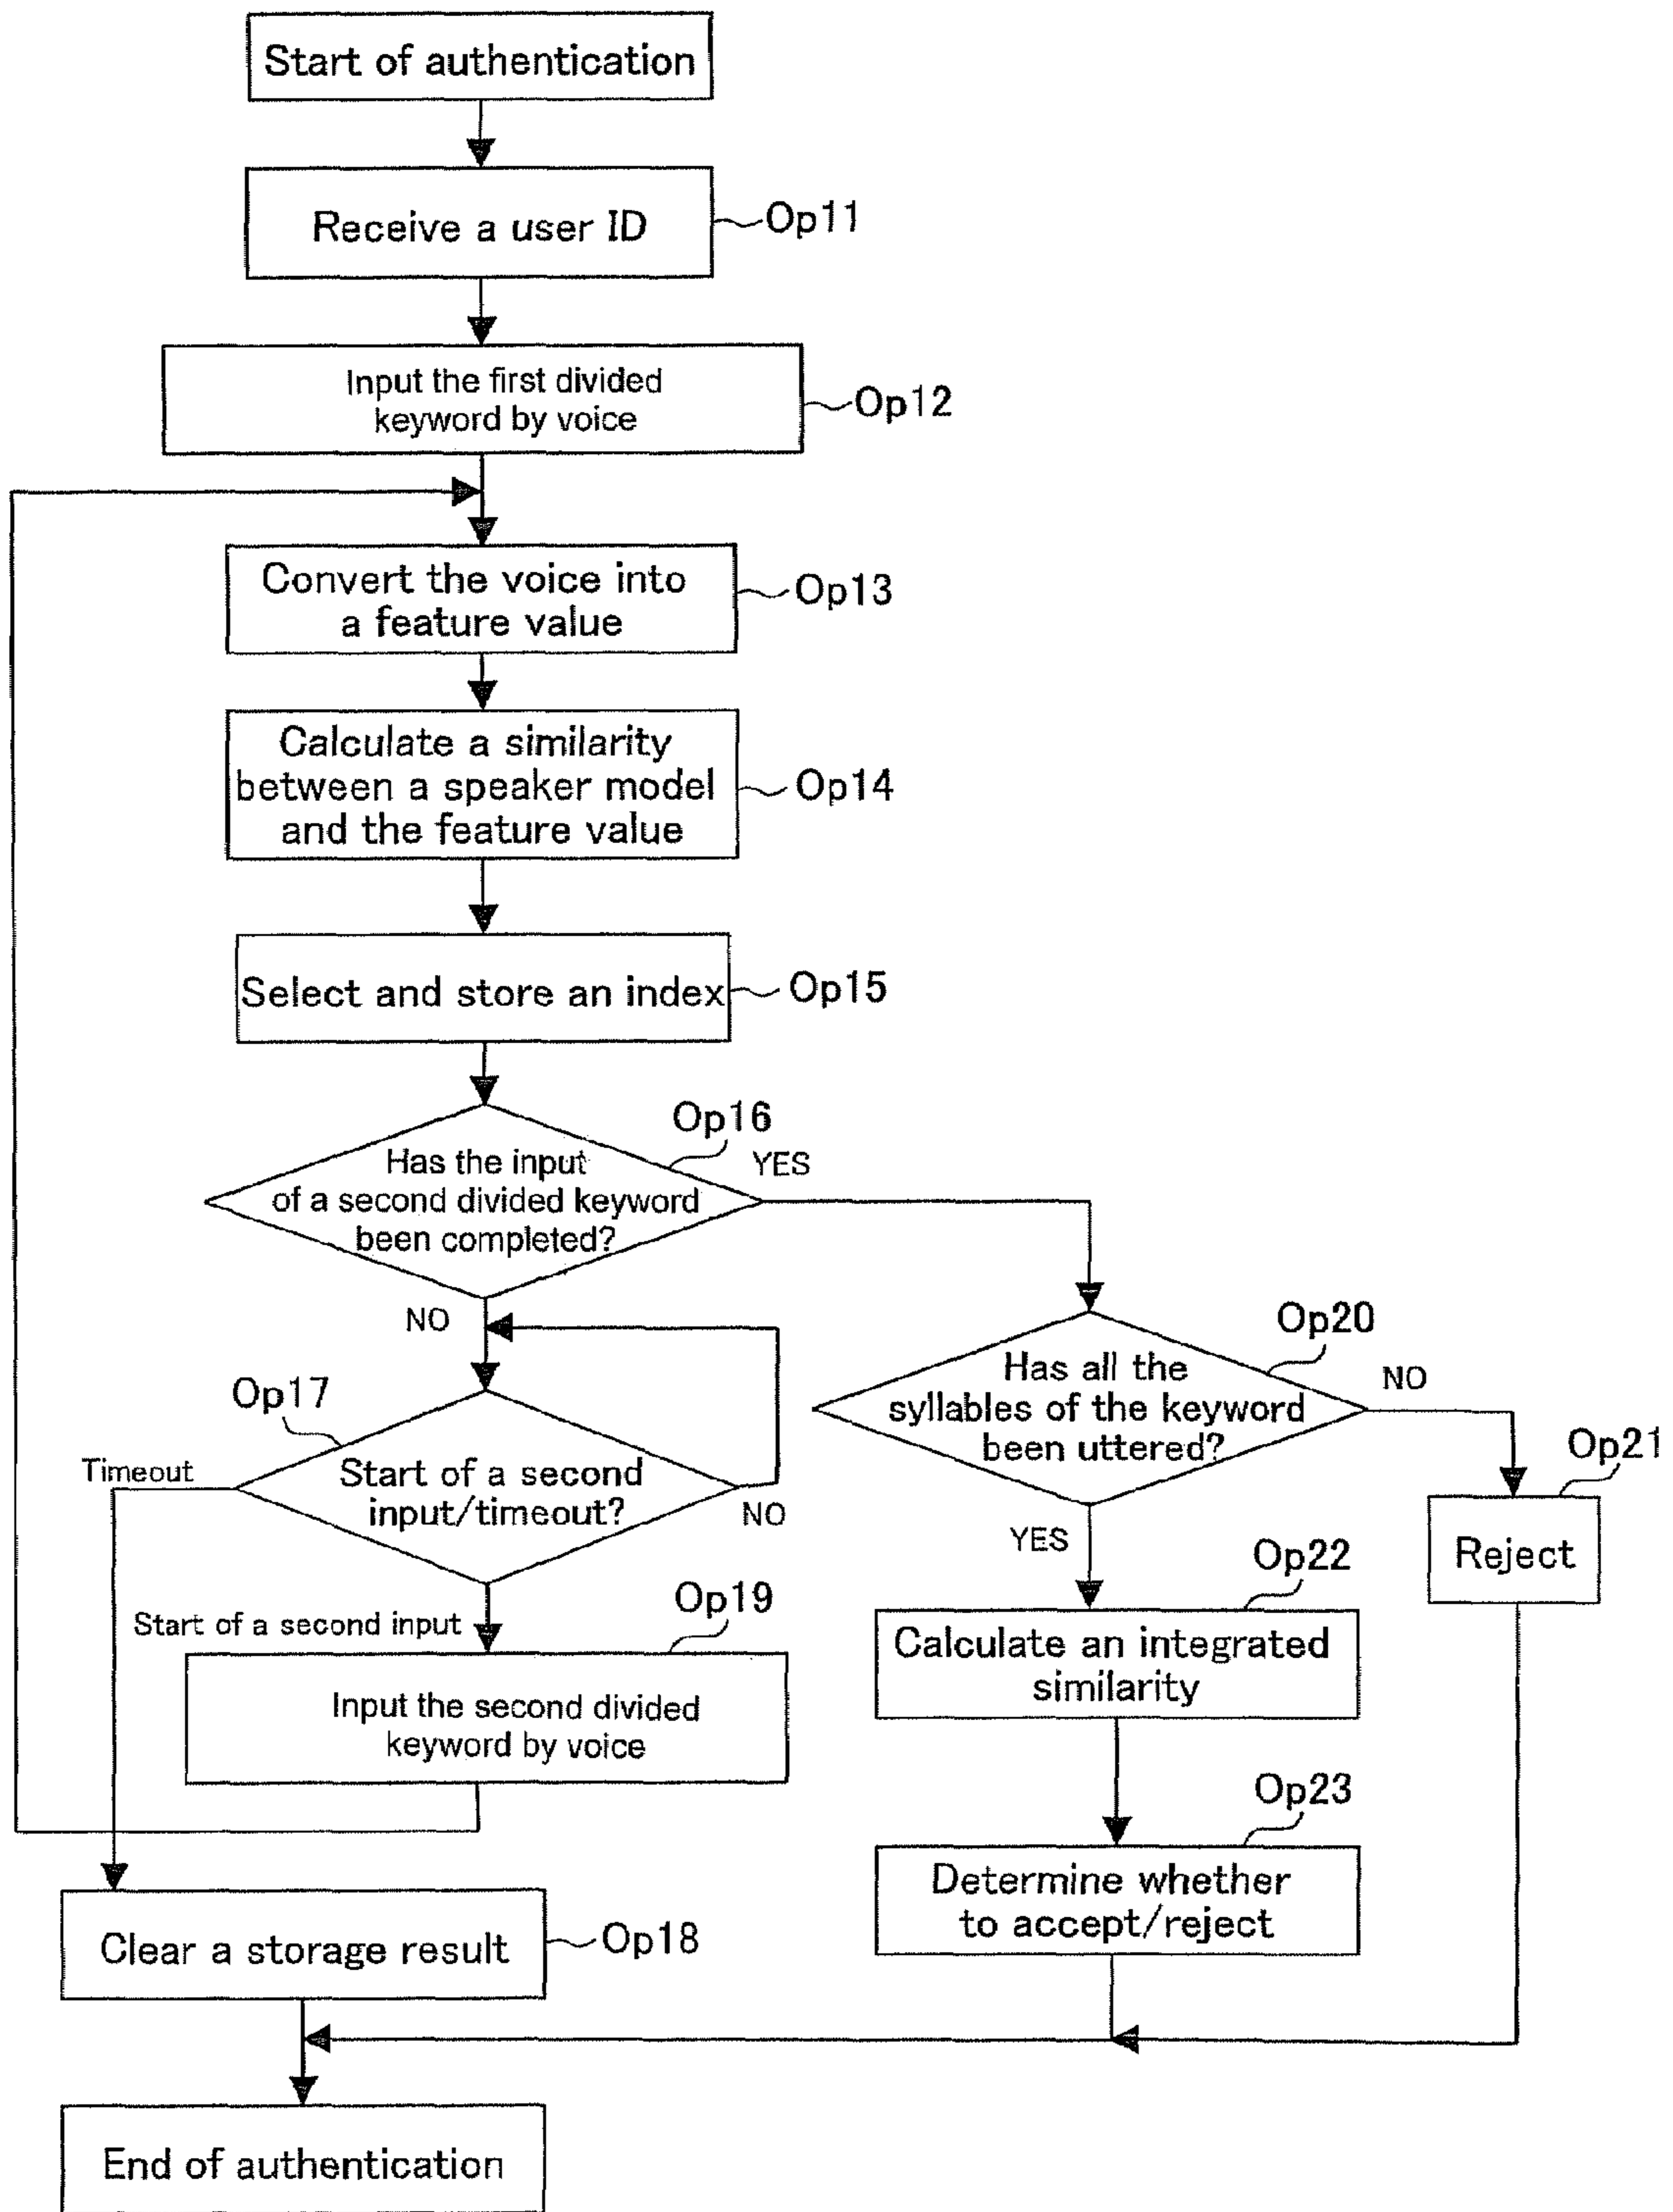 Start of authentication
Receive a user ID
Op11
Input the first divided
keyword by voice
Op12
Convert the voice into
a feature value
Op13
Calculate a similarity
between a speaker model
and the feature value
Op14
Select and store an index
Op15
Op16
Has the input
of a second divided keyword
been completed?
YES
NO
Op17
Start of a second
input/timeout?
Timeout
NO
Start of a second input
Op19
Input the second divided
keyword by voice
Clear a storage result
Op18
Op20
Has all the
syllables of the keyword
been uttered?
NO
YES
Op21
Reject
Op22
Calculate an integrated
similarity
Op23
Determine whether
to accept/reject
End of authentication